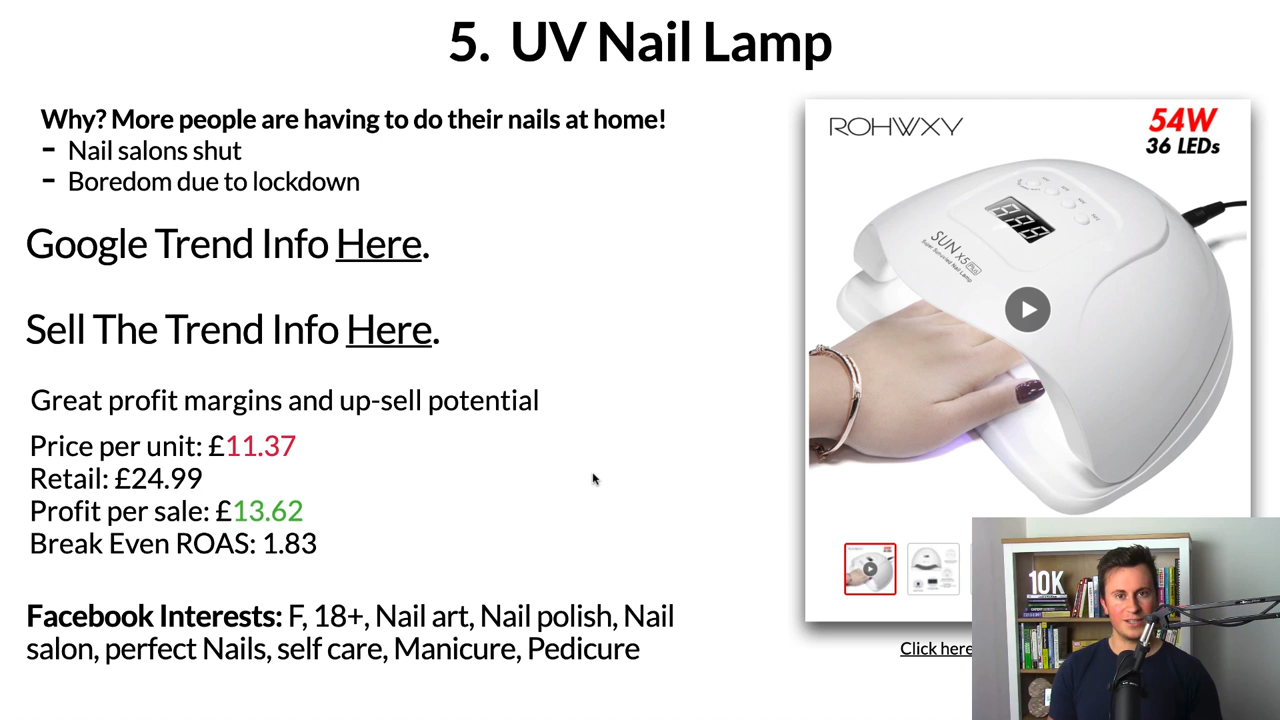 5. UV Nail Lamp
Why? More people are having to do their nails at home!
- Nail salons shut
- Boredom due to lockdown
Google Trend Info Here.
Sell The Trend Info Here.
Great profit margins and up-sell potential
Price per unit: £11.37
Retail: £24.99
Profit per sale: £13.62
Break Even ROAS: 1.83
Facebook Interests: F, 18+, Nail art, Nail polish, Nail
salon, perfect Nails, self care, Manicure, Pedicure
ROHWXY
54W
36 LEDs
888
SUN X5 Plus
Click here
10K